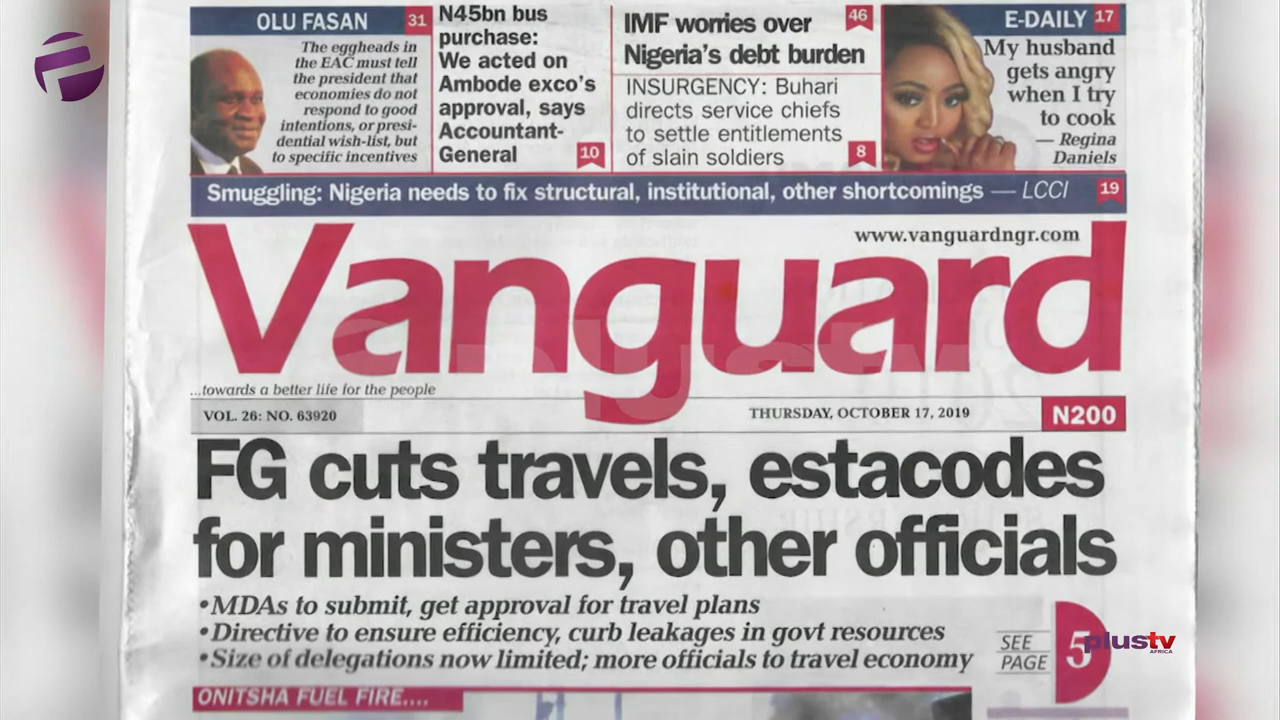 OLU FASAN 31
The eggheads in
the EAC must tell
the president that
economies do not
respond to good
intentions, or presi-
dential wish-list, but
to specific incentives
N45bn bus
purchase:
We acted on
Ambode exco's
approval, says
Accountant-
General 10
IMF worries over 46
Nigeria's debt burden
INSURGENCY: Buhari
directs service chiefs
to settle entitlements
of slain soldiers 8
E-DAILY 17
My husband
gets angry
when I try
to cook
— Regina
Daniels
Smuggling: Nigeria needs to fix structural, institutional, other shortcomings — LCCI 19
www.vanguardngr.com
Vanguard
...towards a better life for the people
VOL. 26: NO. 63920 THURSDAY, OCTOBER 17, 2019 N200
FG cuts travels, estacodes
for ministers, other officials
•MDAs to submit, get approval for travel plans
•Directive to ensure efficiency, curb leakages in govt resources
•Size of delegations now limited; more officials to travel economy
SEE
PAGE 5
plustv
AFRICA
ONITSHA FUEL FIRE....